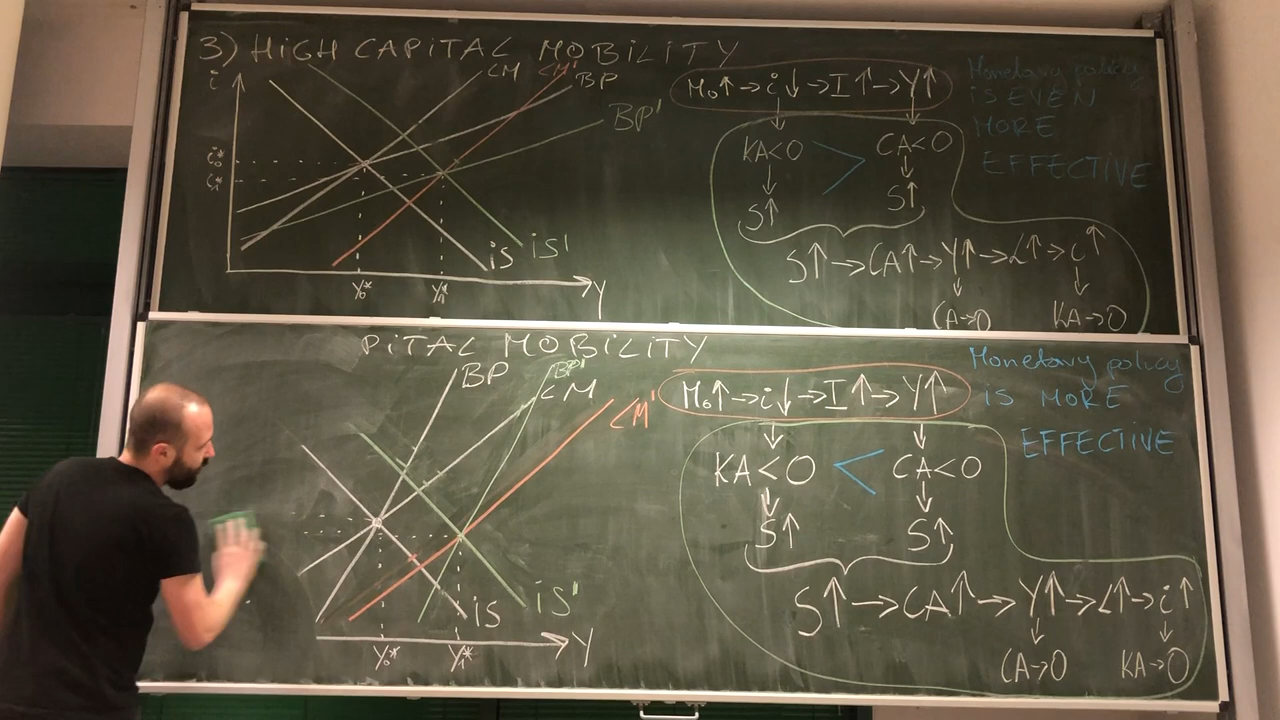 3) HIGH CAPITAL MOBILITY
i
LM LM' BP
BP'
i₀*
i₁*
IS IS'
Y₀* Y₁* Y
M₀↑→i↓→I↑→Y↑
KA<0 > CA<0
↓ ↓
S↑ S↑
S↑→CA↑→Y↑→L↑→i↑
CA→0 KA→0
Monetary policy
IS EVEN
MORE
EFFECTIVE
PITAL MOBILITY
BP BP'
LM LM'
IS IS'
Y₀* Y₁* Y
M₀↑→i↓→I↑→Y↑
KA<0 < CA<0
↓ ↓
S↑ S↑
S↑→CA↑→Y↑→L↑→i↑
CA→0 KA→0
Monetary policy
IS MORE
EFFECTIVE